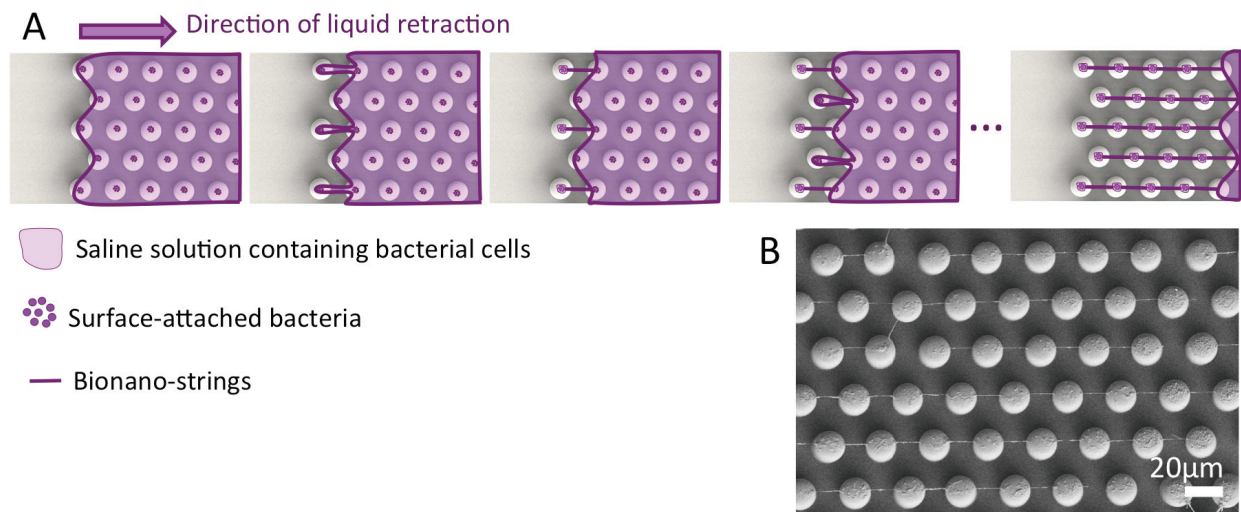 A
Direction of liquid retraction
Saline solution containing bacterial cells
Surface-attached bacteria
Bionano-strings
B
20μm